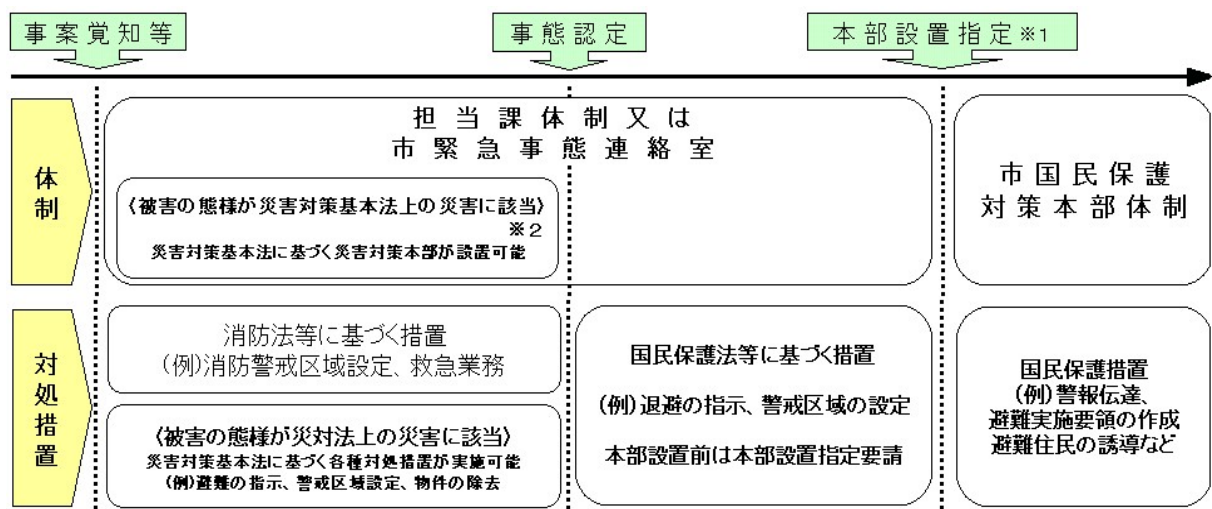 事案覚知等
事態認定
本部設置指定※1
体制
担当課体制又は
市緊急事態連絡室
〈被害の態様が災害対策基本法上の災害に該当〉
※2
災害対策基本法に基づく災害対策本部が設置可能
市国民保護
対策本部体制
対処措置
消防法等に基づく措置
(例)消防警戒区域設定、救急業務
〈被害の態様が災対法上の災害に該当〉
災害対策基本法に基づく各種対処措置が実施可能
(例)避難の指示、警戒区域設定、物件の除去
国民保護法等に基づく措置
(例)退避の指示、警戒区域の設定
本部設置前は本部設置指定要請
国民保護措置
(例)警報伝達、
避難実施要領の作成
避難住民の誘導など